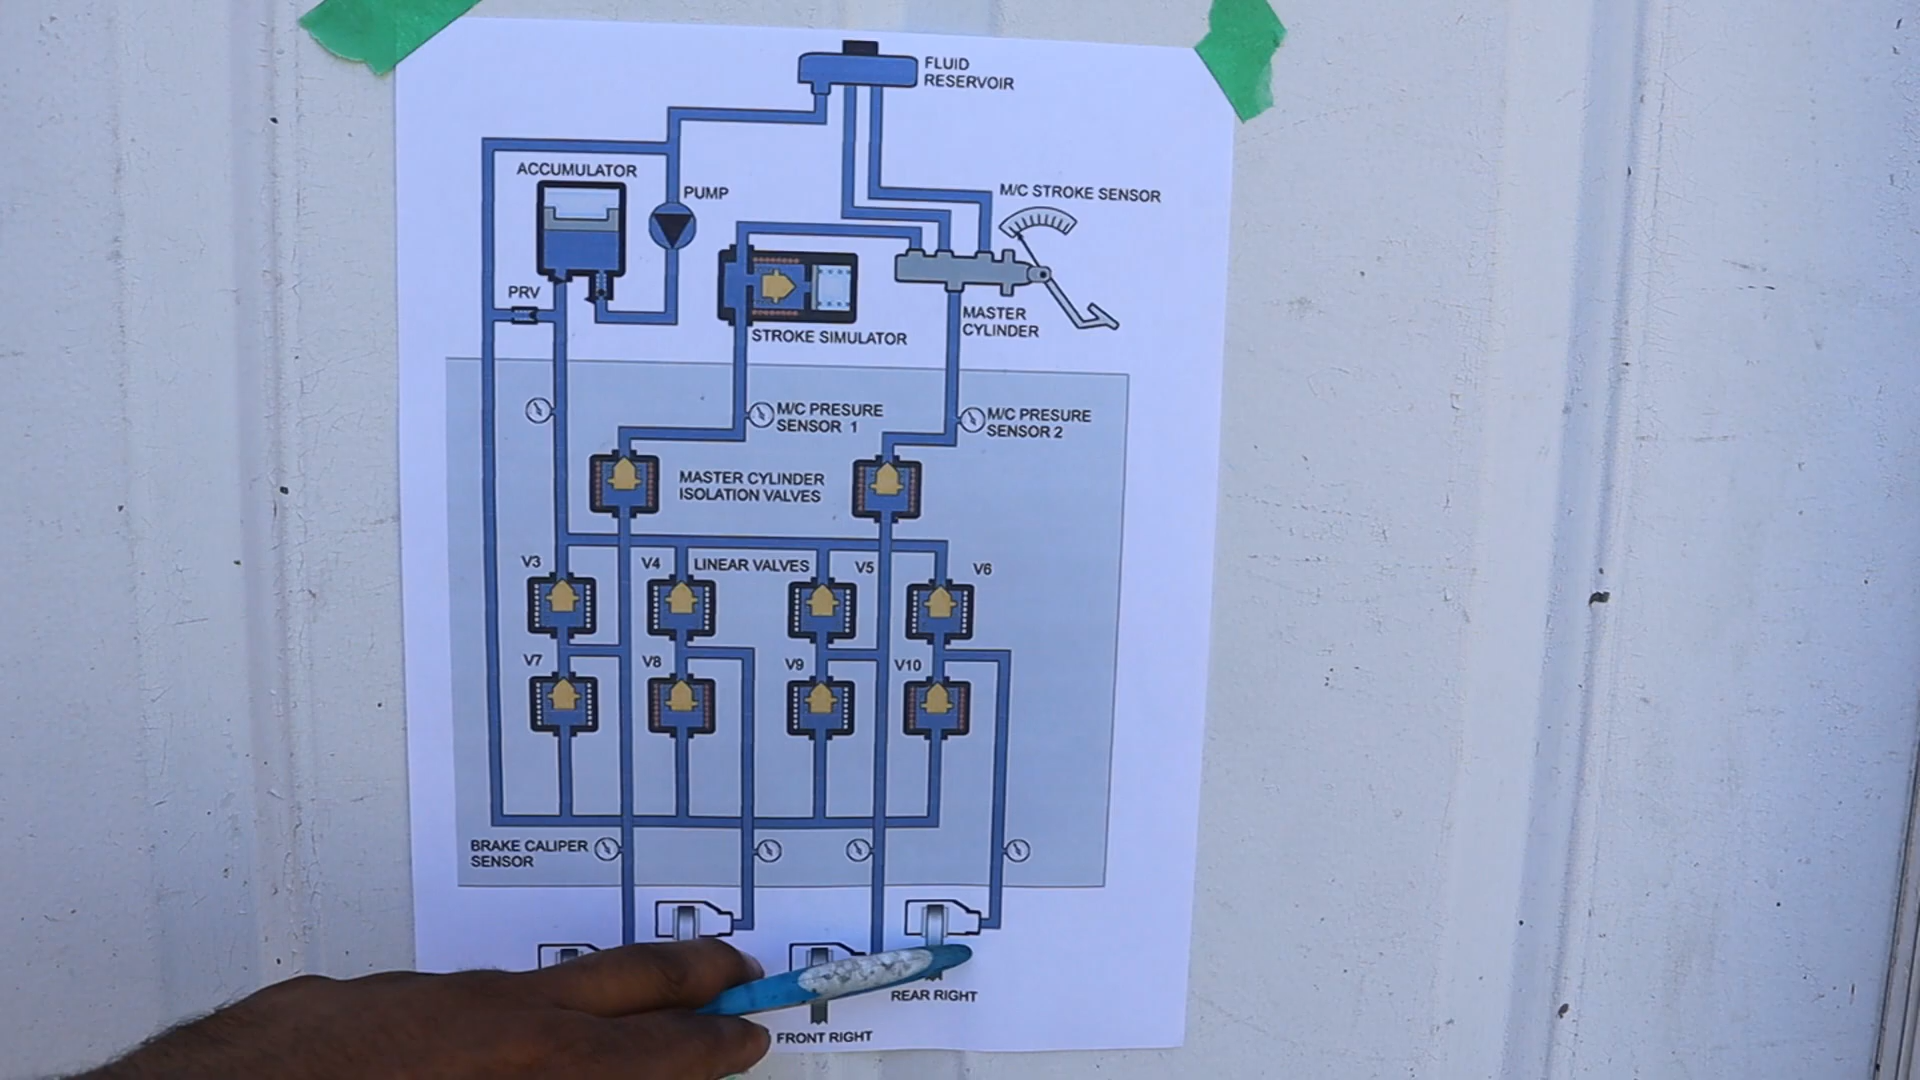 FLUID
RESERVOIR
ACCUMULATOR
PUMP
M/C STROKE SENSOR
PRV
MASTER
CYLINDER
STROKE SIMULATOR
M/C PRESURE
SENSOR 1
M/C PRESURE
SENSOR 2
MASTER CYLINDER
ISOLATION VALVES
V3
V4
LINEAR VALVES
V5
V6
V7
V8
V9
V10
BRAKE CALIPER
SENSOR
REAR RIGHT
FRONT RIGHT